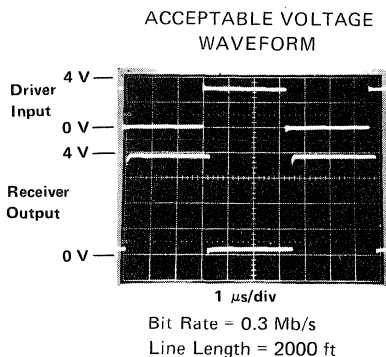 ACCEPTABLE VOLTAGE
WAVEFORM
4 V
Driver
Input
0 V
4 V
Receiver
Output
0 V
1 μs/div
Bit Rate = 0.3 Mb/s
Line Length = 2000 ft